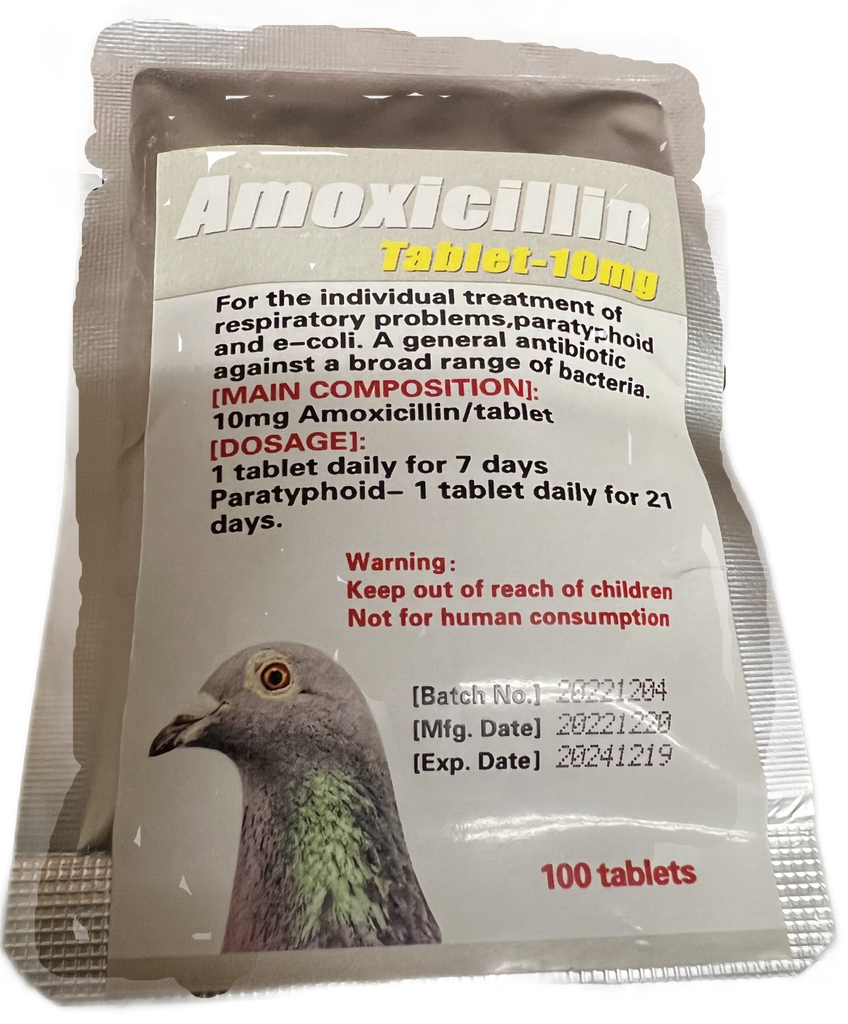 Amoxicillin
Tablet-10mg
For the individual treatment of
respiratory problems,paratyphoid
and e-coli. A general antibiotic
against a broad range of bacteria.
[MAIN COMPOSITION]:
10mg Amoxicillin/tablet
[DOSAGE]:
1 tablet daily for 7 days
Paratyphoid- 1 tablet daily for 21
days.
Warning:
Keep out of reach of children
Not for human consumption
[Batch No.] 20221204
[Mfg. Date] 20221220
[Exp. Date] 20241219
100 tablets